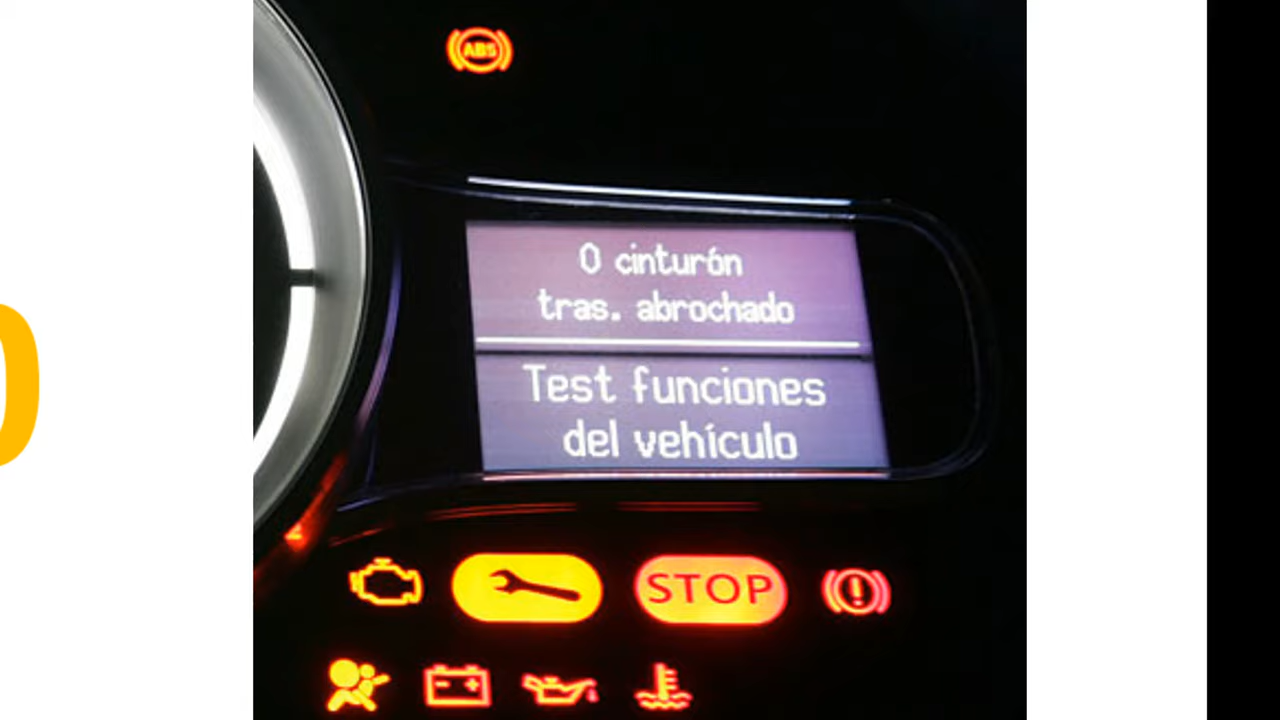 ABS
0 cinturón
tras. abrochado
Test funciones
del vehículo
STOP